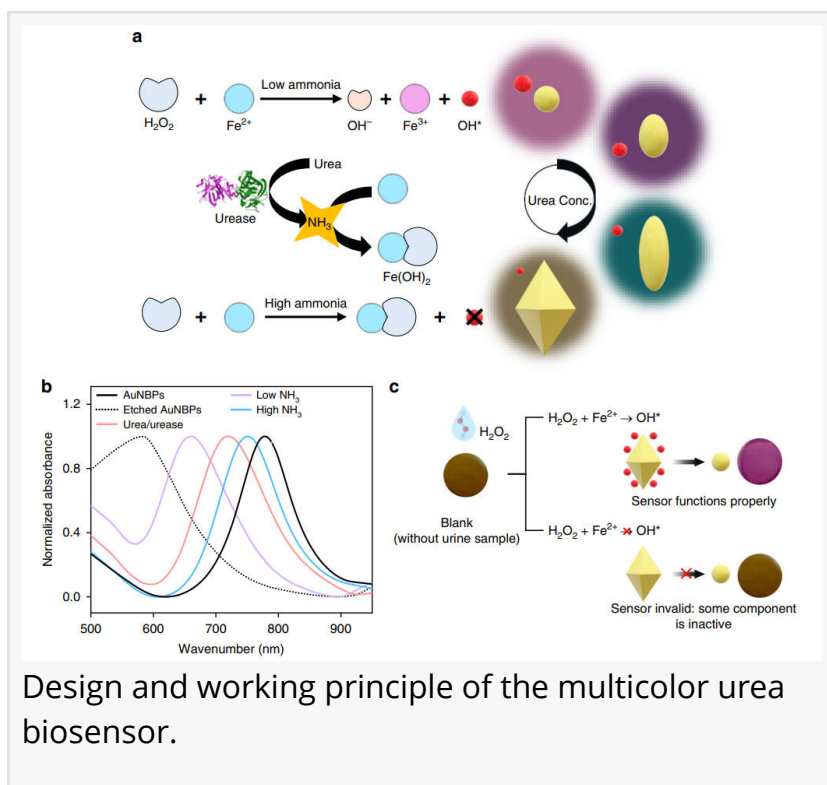 a
Low ammonia
H₂O₂ + Fe²⁺ OH⁻ + Fe³⁺ + OH*
Urea
Urease
NH₃
Fe(OH)₂
Urea Conc.
High ammonia
+ +
b
AuNBPs
Etched AuNBPs
Urea/urease
Low NH₃
High NH₃
1.2
0.8
0.4
0.0
Normalized absorbance
500 600 700 800 900
Wavenumber (nm)
c
H₂O₂
Blank
(without urine sample)
H₂O₂ + Fe²⁺ → OH*
Sensor functions properly
H₂O₂ + Fe²⁺ → OH*
Sensor invalid: some component
is inactive
Design and working principle of the multicolor urea
biosensor.